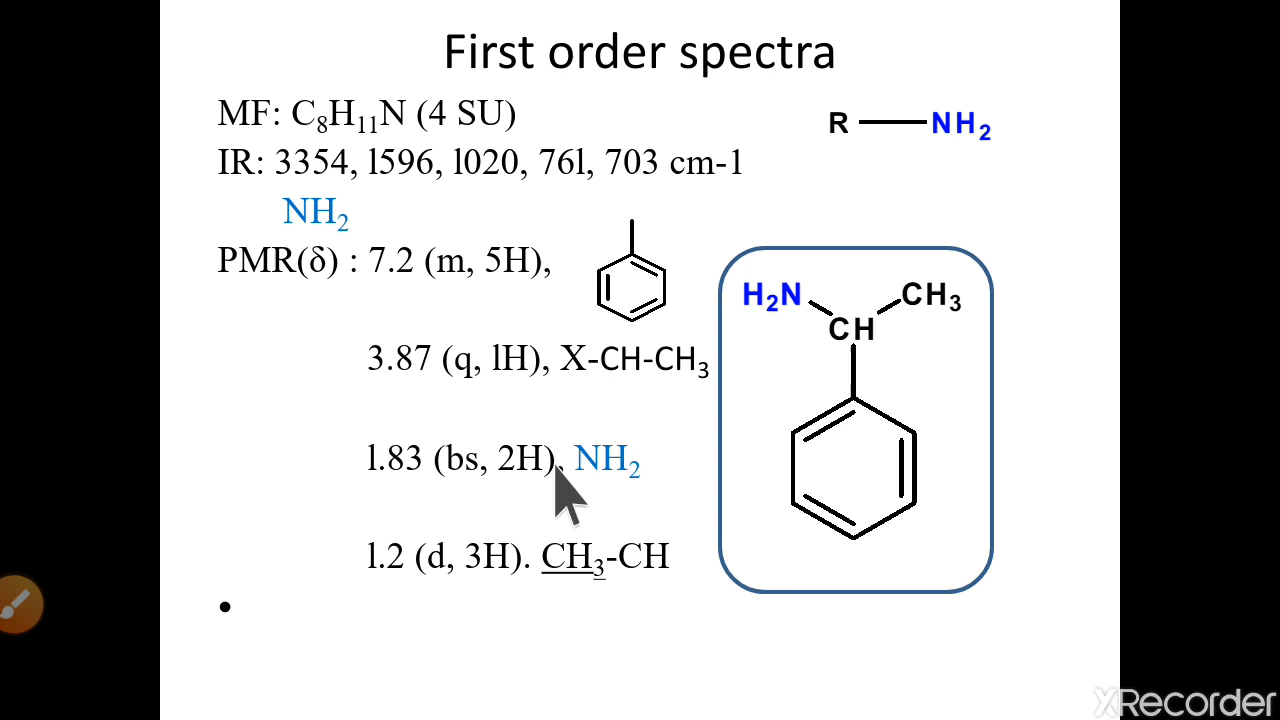 First order spectra
MF: C₈H₁₁N (4 SU)
R NH₂
IR: 3354, l596, l020, 76l, 703 cm-1
NH₂
PMR(δ) : 7.2 (m, 5H),
3.87 (q, lH), X-CH-CH₃
l.83 (bs, 2H), NH₂
l.2 (d, 3H). CH₃-CH
H₂N CH₃
CH
XRecorder